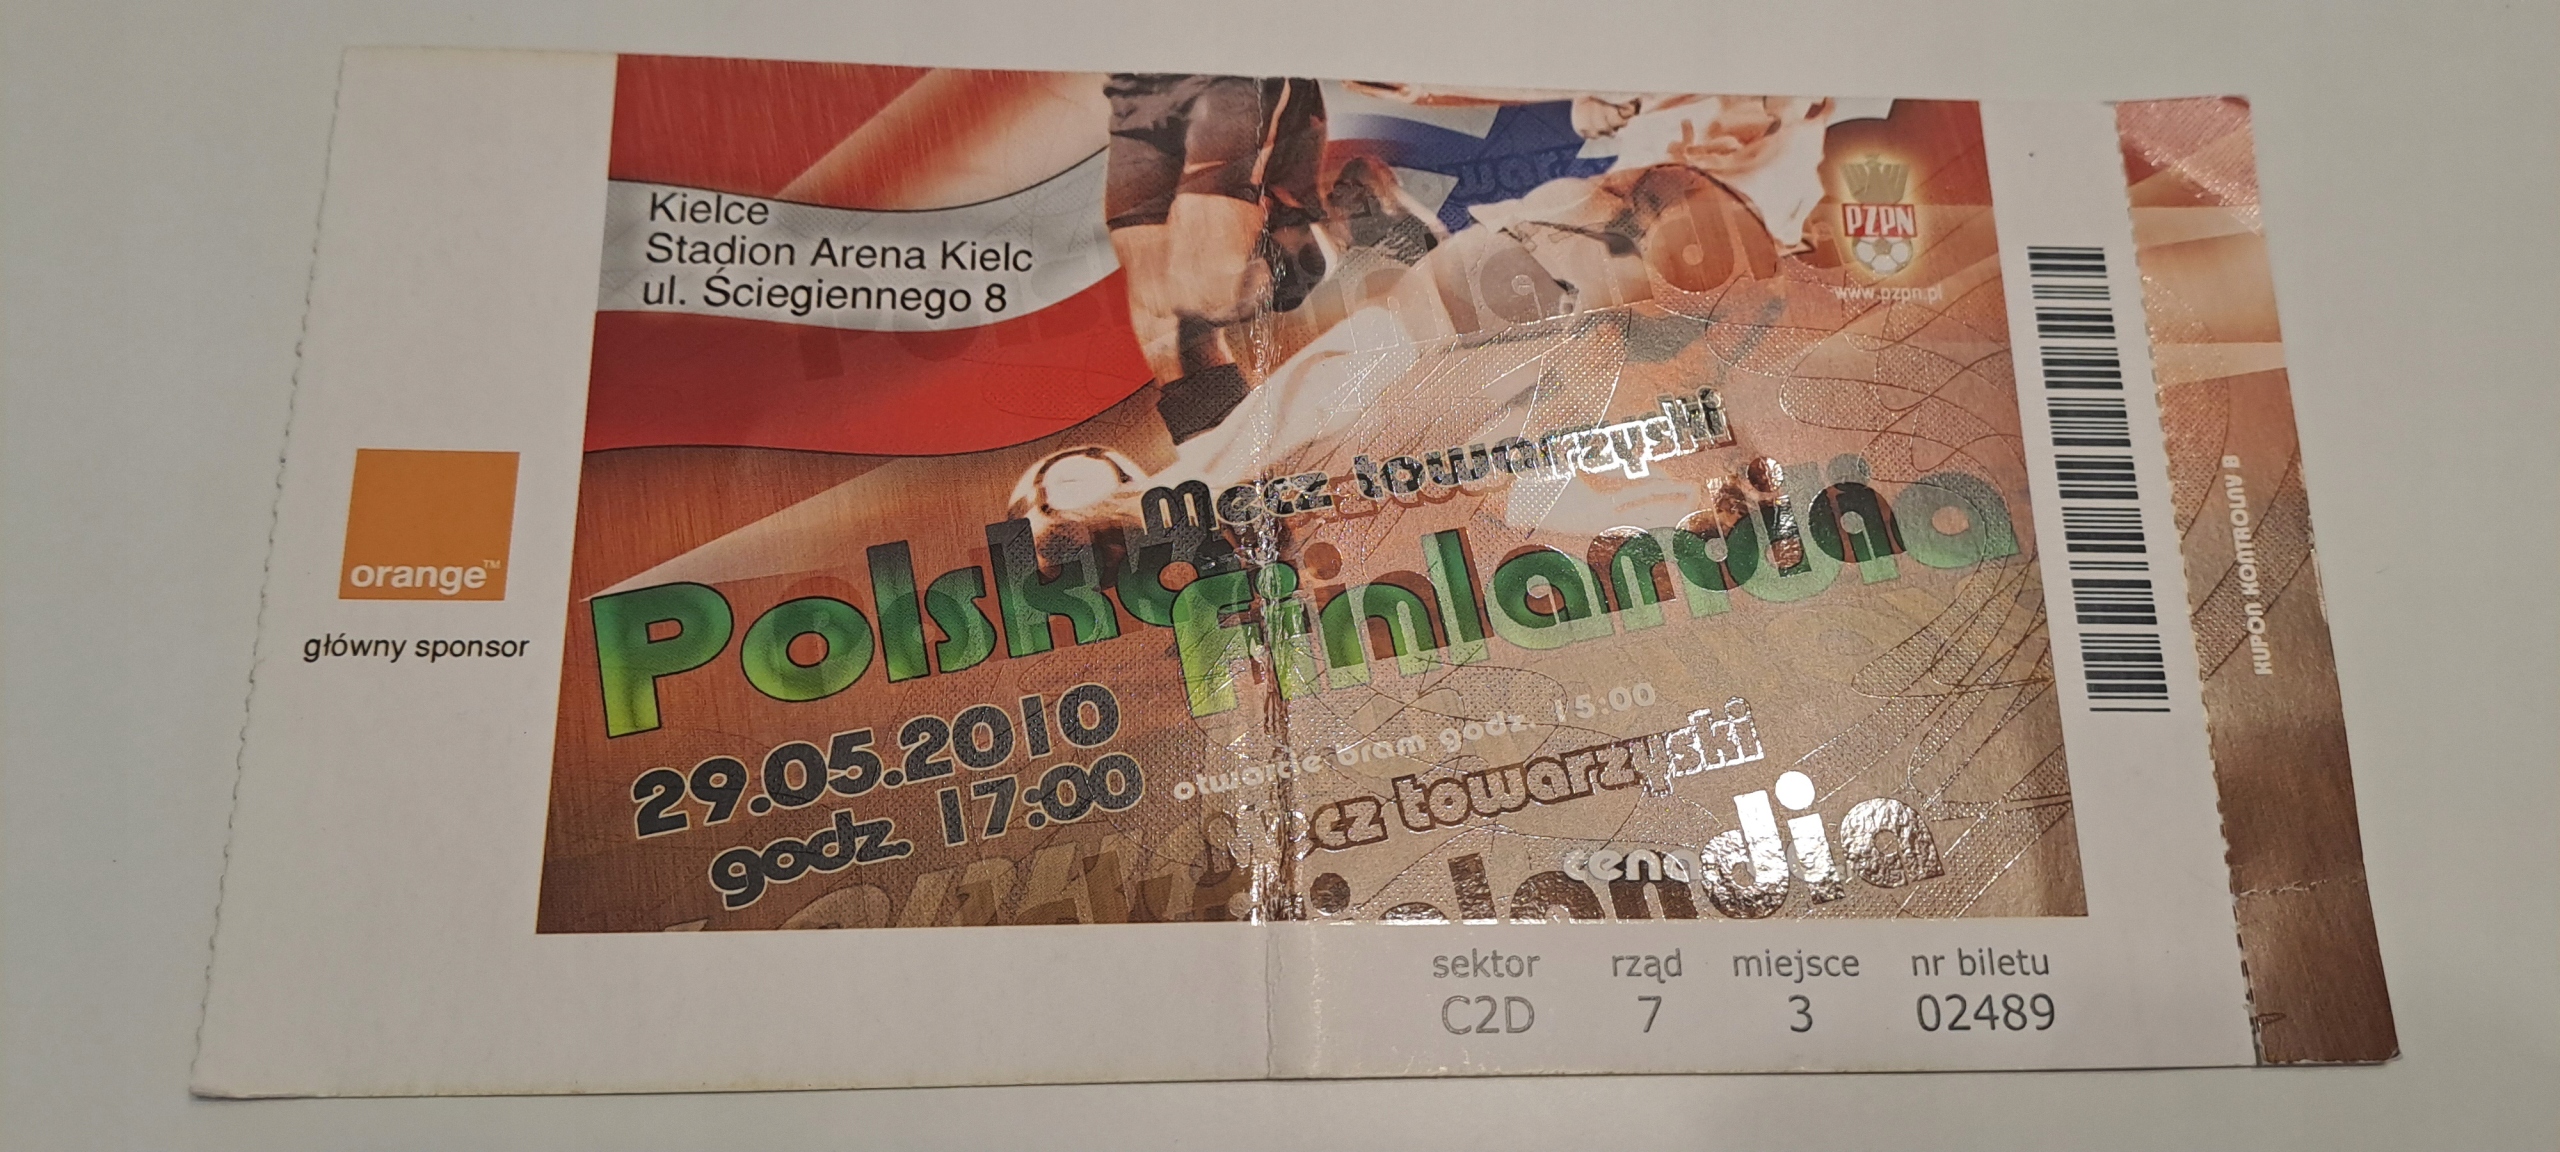 Kielce
Stadion Arena Kielc
ul. Ściegiennego 8
PZPN
www.pzpn.pl
orange™
główny sponsor
Mecz towarzyski
Polska Finlandia
29.05.2010
godz. 17:00
otwarcie bram godz. 15:00
Mecz towarzyski
cena
sektor rząd miejsce nr biletu
C2D 7 3 02489
KUPON KONTROLNY B